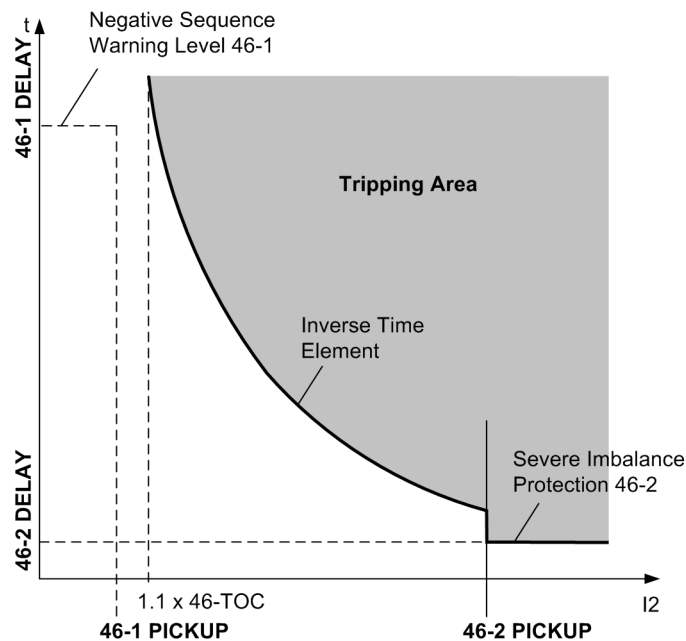 t
Negative Sequence
Warning Level 46-1
46-1 DELAY
Tripping Area
Inverse Time
Element
Severe Imbalance
Protection 46-2
46-2 DELAY
1.1 x 46-TOC
I2
46-1 PICKUP
46-2 PICKUP